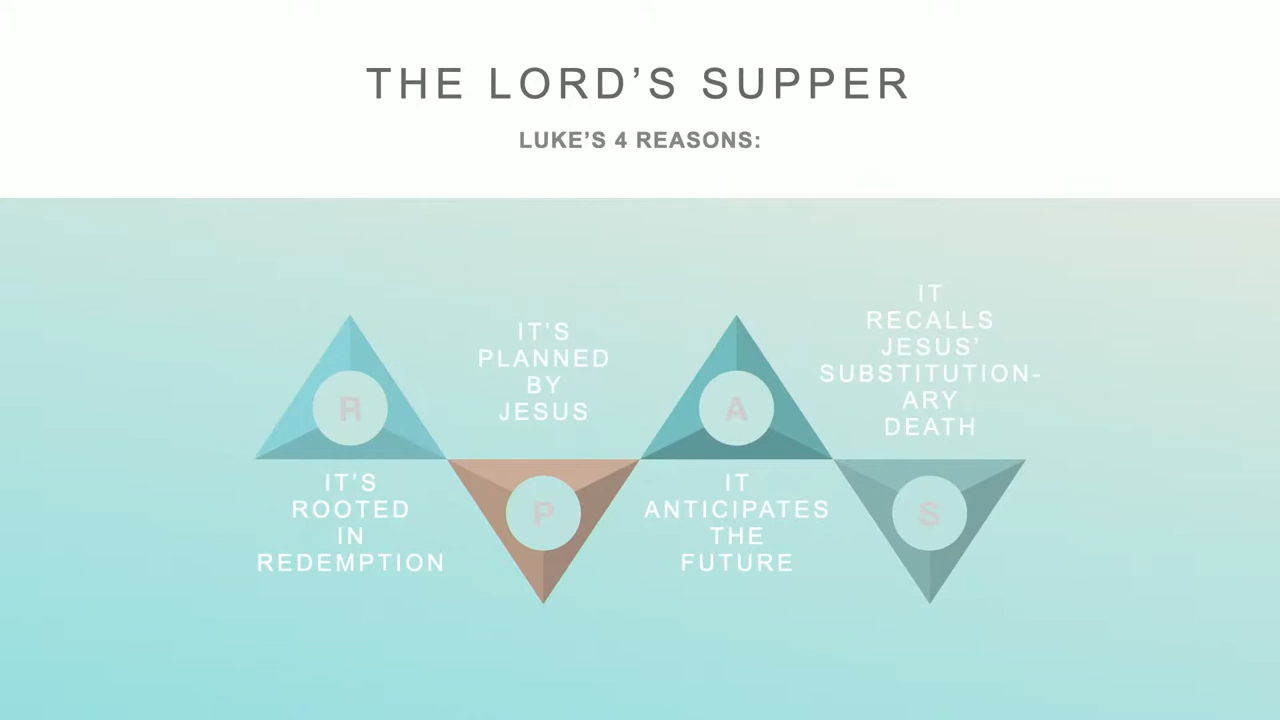 THE LORD’S SUPPER
LUKE’S 4 REASONS:
R
IT’S
ROOTED
IN
REDEMPTION
IT’S
PLANNED
BY
JESUS
P
A
IT
ANTICIPATES
THE
FUTURE
IT
RECALLS
JESUS’
SUBSTITUTION-
ARY
DEATH
S